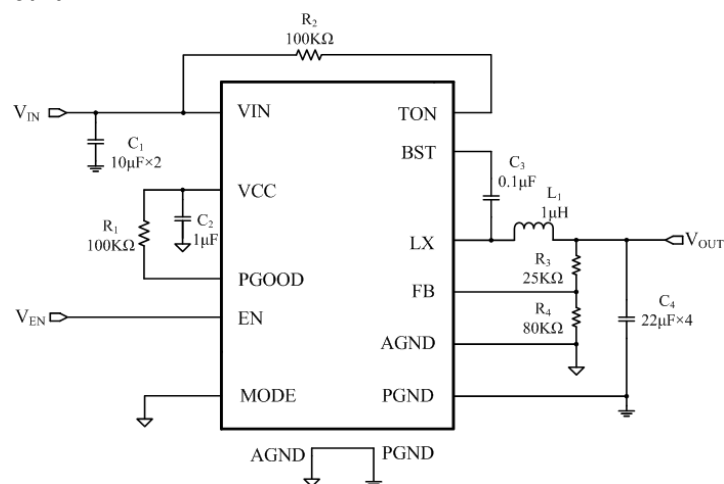 R2
100KΩ
VIN
VIN
TON
C1
10μF×2
BST
C3
0.1μF
VCC
L1
1μH
R1
100KΩ
C2
1μF
LX
VOUT
R3
25KΩ
PGOOD
FB
C4
22μF×4
VEN
EN
R4
80KΩ
AGND
MODE
PGND
AGND
PGND